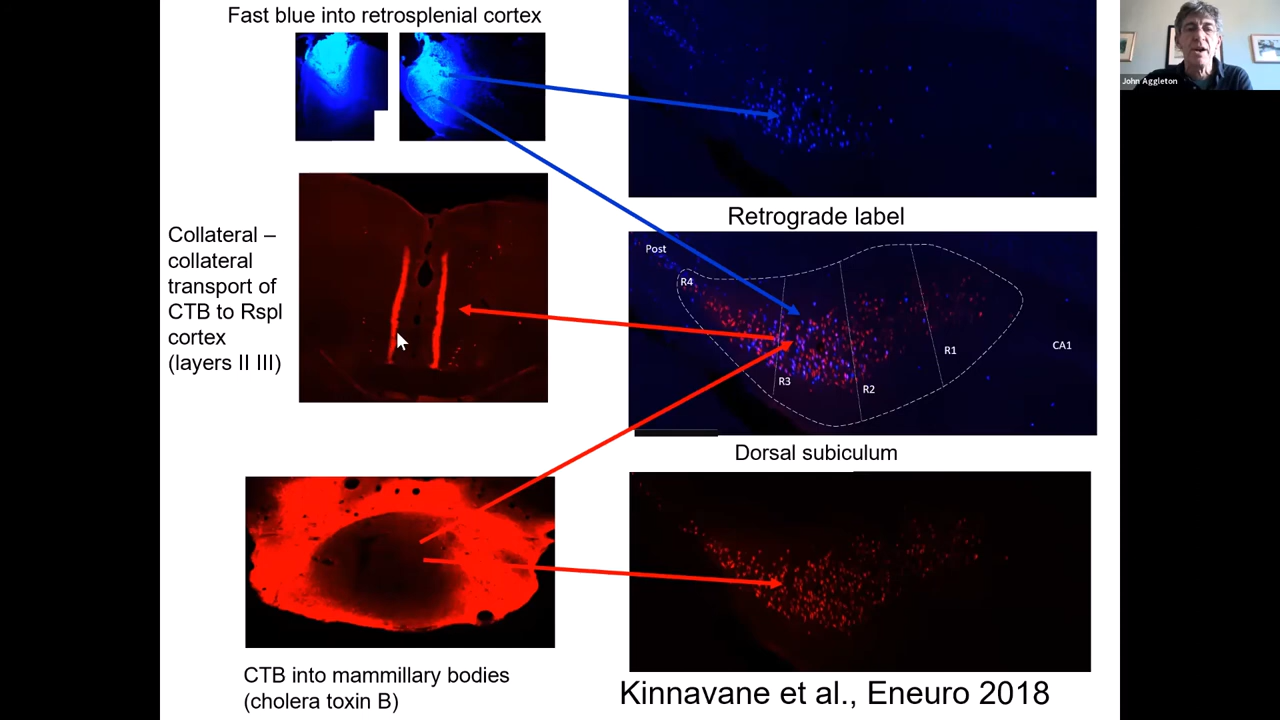 Fast blue into retrosplenial cortex
John Aggleton
Retrograde label
Collateral –
collateral
transport of
CTB to Rspl
cortex
(layers II III)
Post
R4
R3
R2
R1
CA1
Dorsal subiculum
CTB into mammillary bodies
(cholera toxin B)
Kinnavane et al., Eneuro 2018